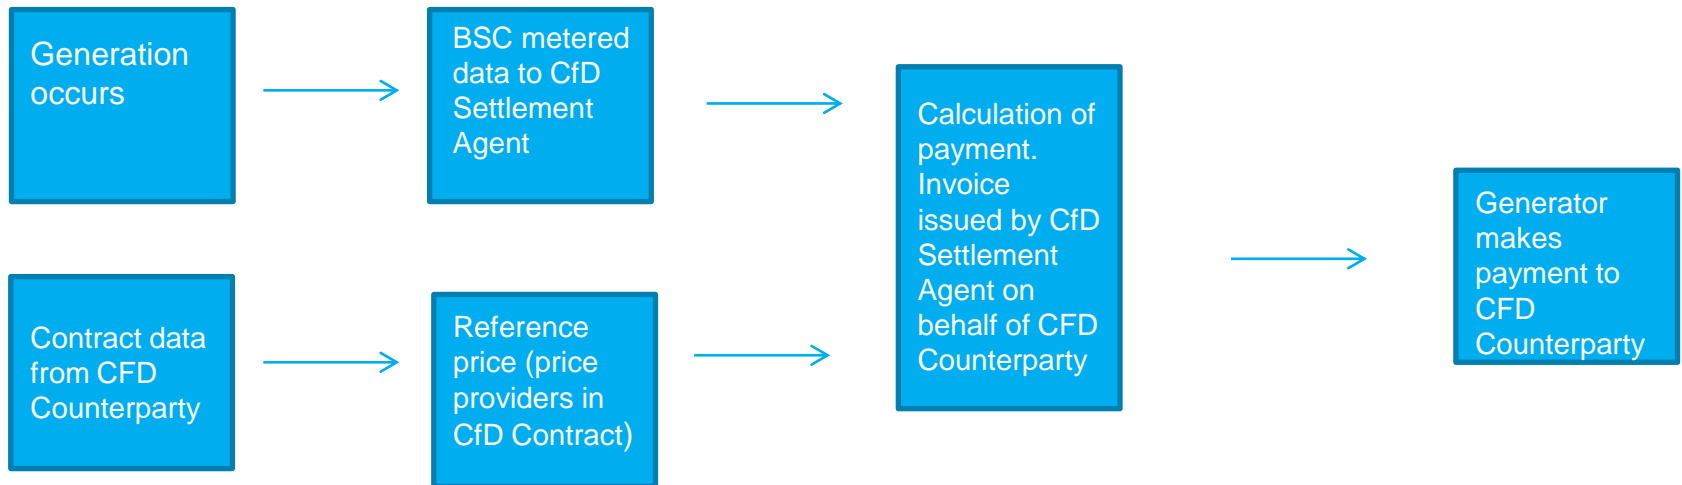 Generation
occurs
BSC metered
data to CfD
Settlement
Agent
Contract data
from CFD
Counterparty
Reference
price (price
providers in
CfD Contract)
Calculation of
payment.
Invoice
issued by CfD
Settlement
Agent on
behalf of CFD
Counterparty
Generator
makes
payment to
CFD
Counterparty